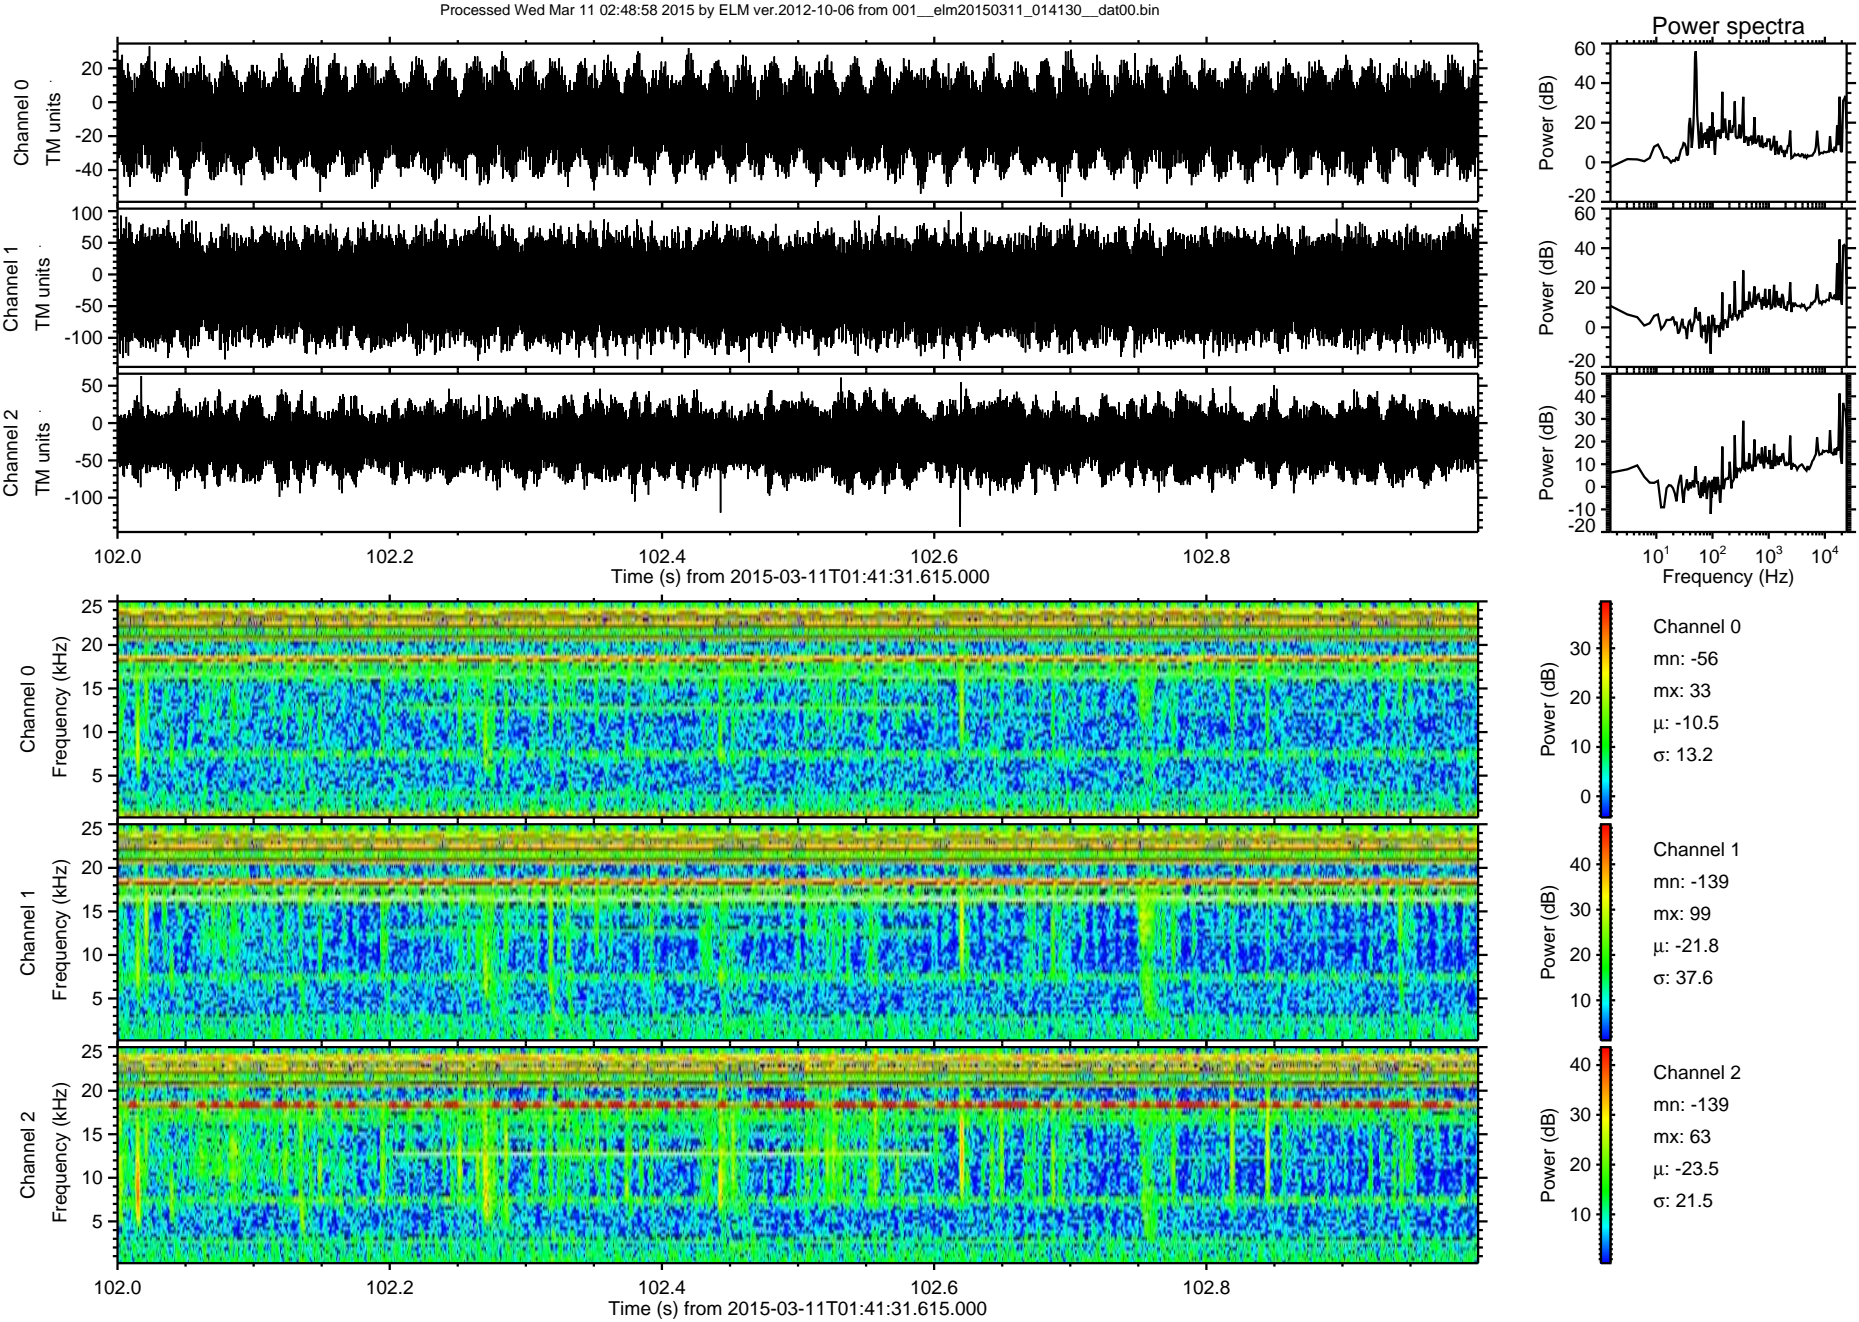 Processed Wed Mar 11 02:48:58 2015 by ELM ver.2012-10-06 from 001__elm20150311_014130__dat00.bin
Power spectra
Channel 0
TM units
20
0
-20
-40
Power (dB)
60
40
20
0
-20
Channel 1
TM units
100
50
0
-50
-100
Power (dB)
60
40
20
0
-20
Channel 2
TM units
50
0
-50
-100
Power (dB)
50
40
30
20
10
0
-10
-20
102.0 102.2 102.4 102.6 102.8
Time (s) from 2015-03-11T01:41:31.615.000
10^1 10^2 10^3 10^4
Frequency (Hz)
Channel 0
Frequency (kHz)
25
20
15
10
5
Power (dB)
30
20
10
0
Channel 0
mn: -56
mx: 33
μ: -10.5
σ: 13.2
Channel 1
Frequency (kHz)
25
20
15
10
5
Power (dB)
40
30
20
10
Channel 1
mn: -139
mx: 99
μ: -21.8
σ: 37.6
Channel 2
Frequency (kHz)
25
20
15
10
5
Power (dB)
40
30
20
10
Channel 2
mn: -139
mx: 63
μ: -23.5
σ: 21.5
102.0 102.2 102.4 102.6 102.8
Time (s) from 2015-03-11T01:41:31.615.000